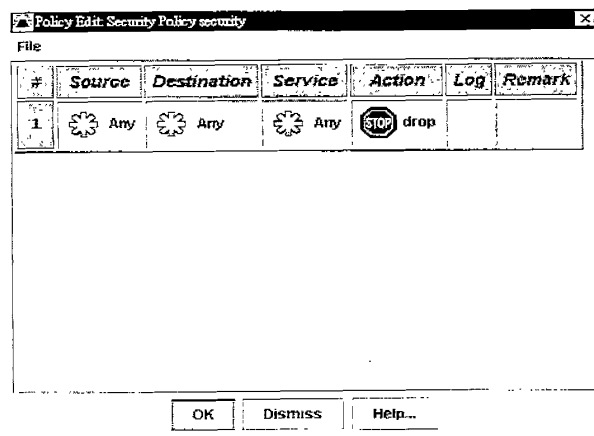 Policy Edit: Security Policy security
File
# Source Destination Service Action Log Remark
1 Any Any Any STOP drop
OK Dismiss Help...